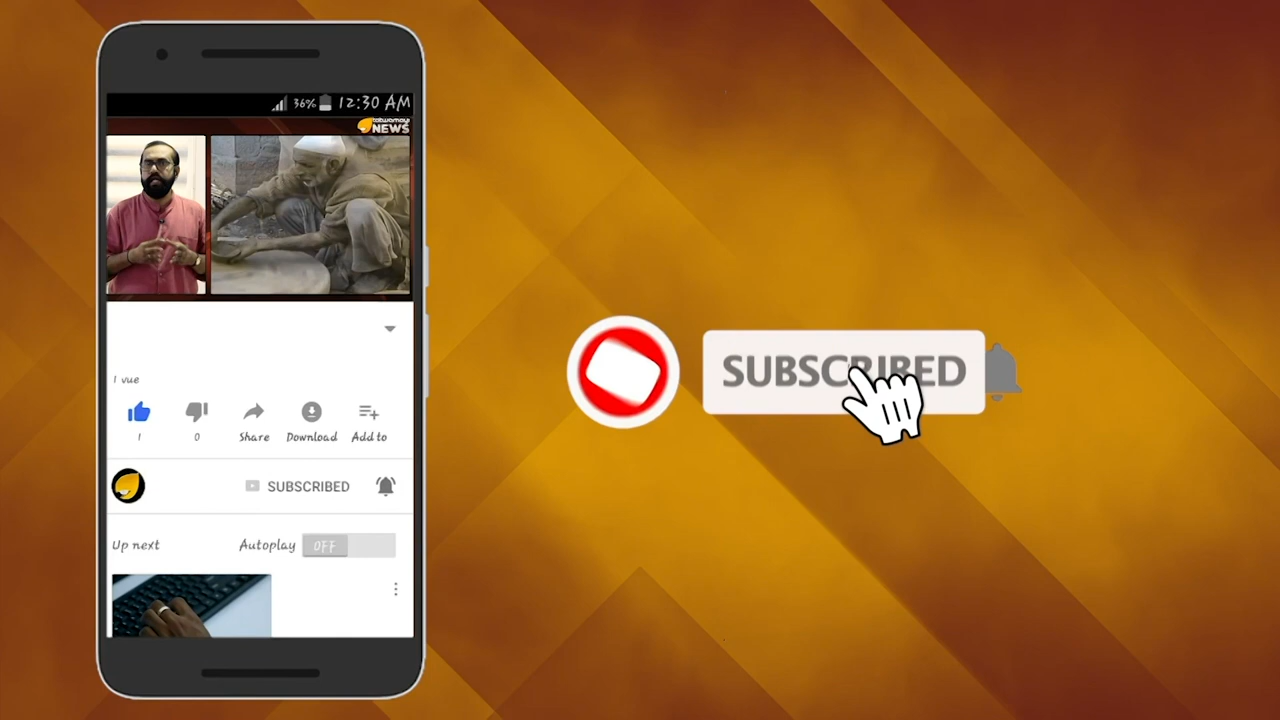 36% 12:30 AM
tatwamayi
NEWS
1 vue
1
0
Share
Download
Add to
SUBSCRIBED
Up next
Autoplay
OFF
SUBSCRIBED